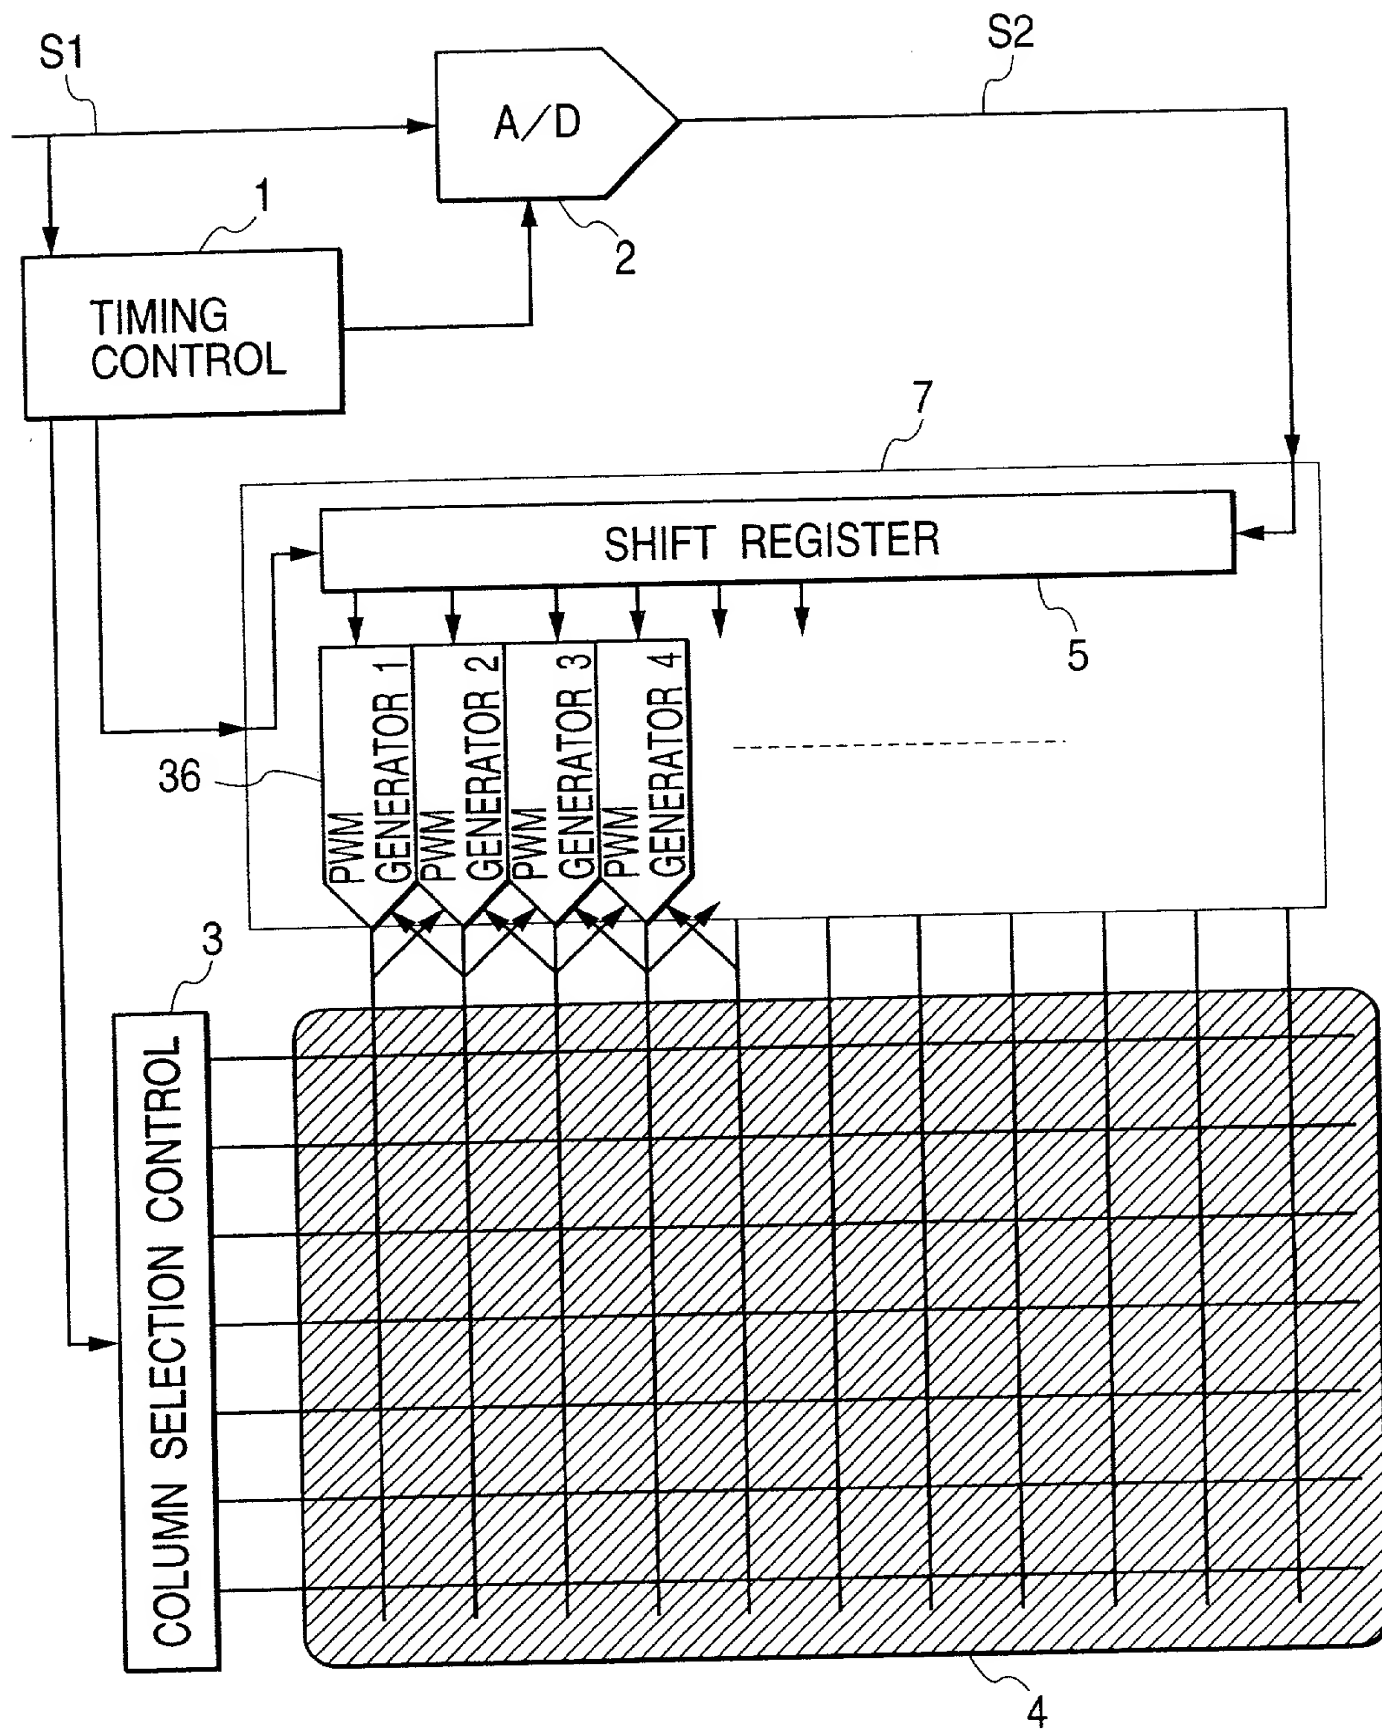 S1
S2
A/D
1
2
TIMING
CONTROL
7
SHIFT REGISTER
5
PWM
GENERATOR 1
PWM
GENERATOR 2
PWM
GENERATOR 3
PWM
GENERATOR 4
36
3
COLUMN SELECTION CONTROL
4